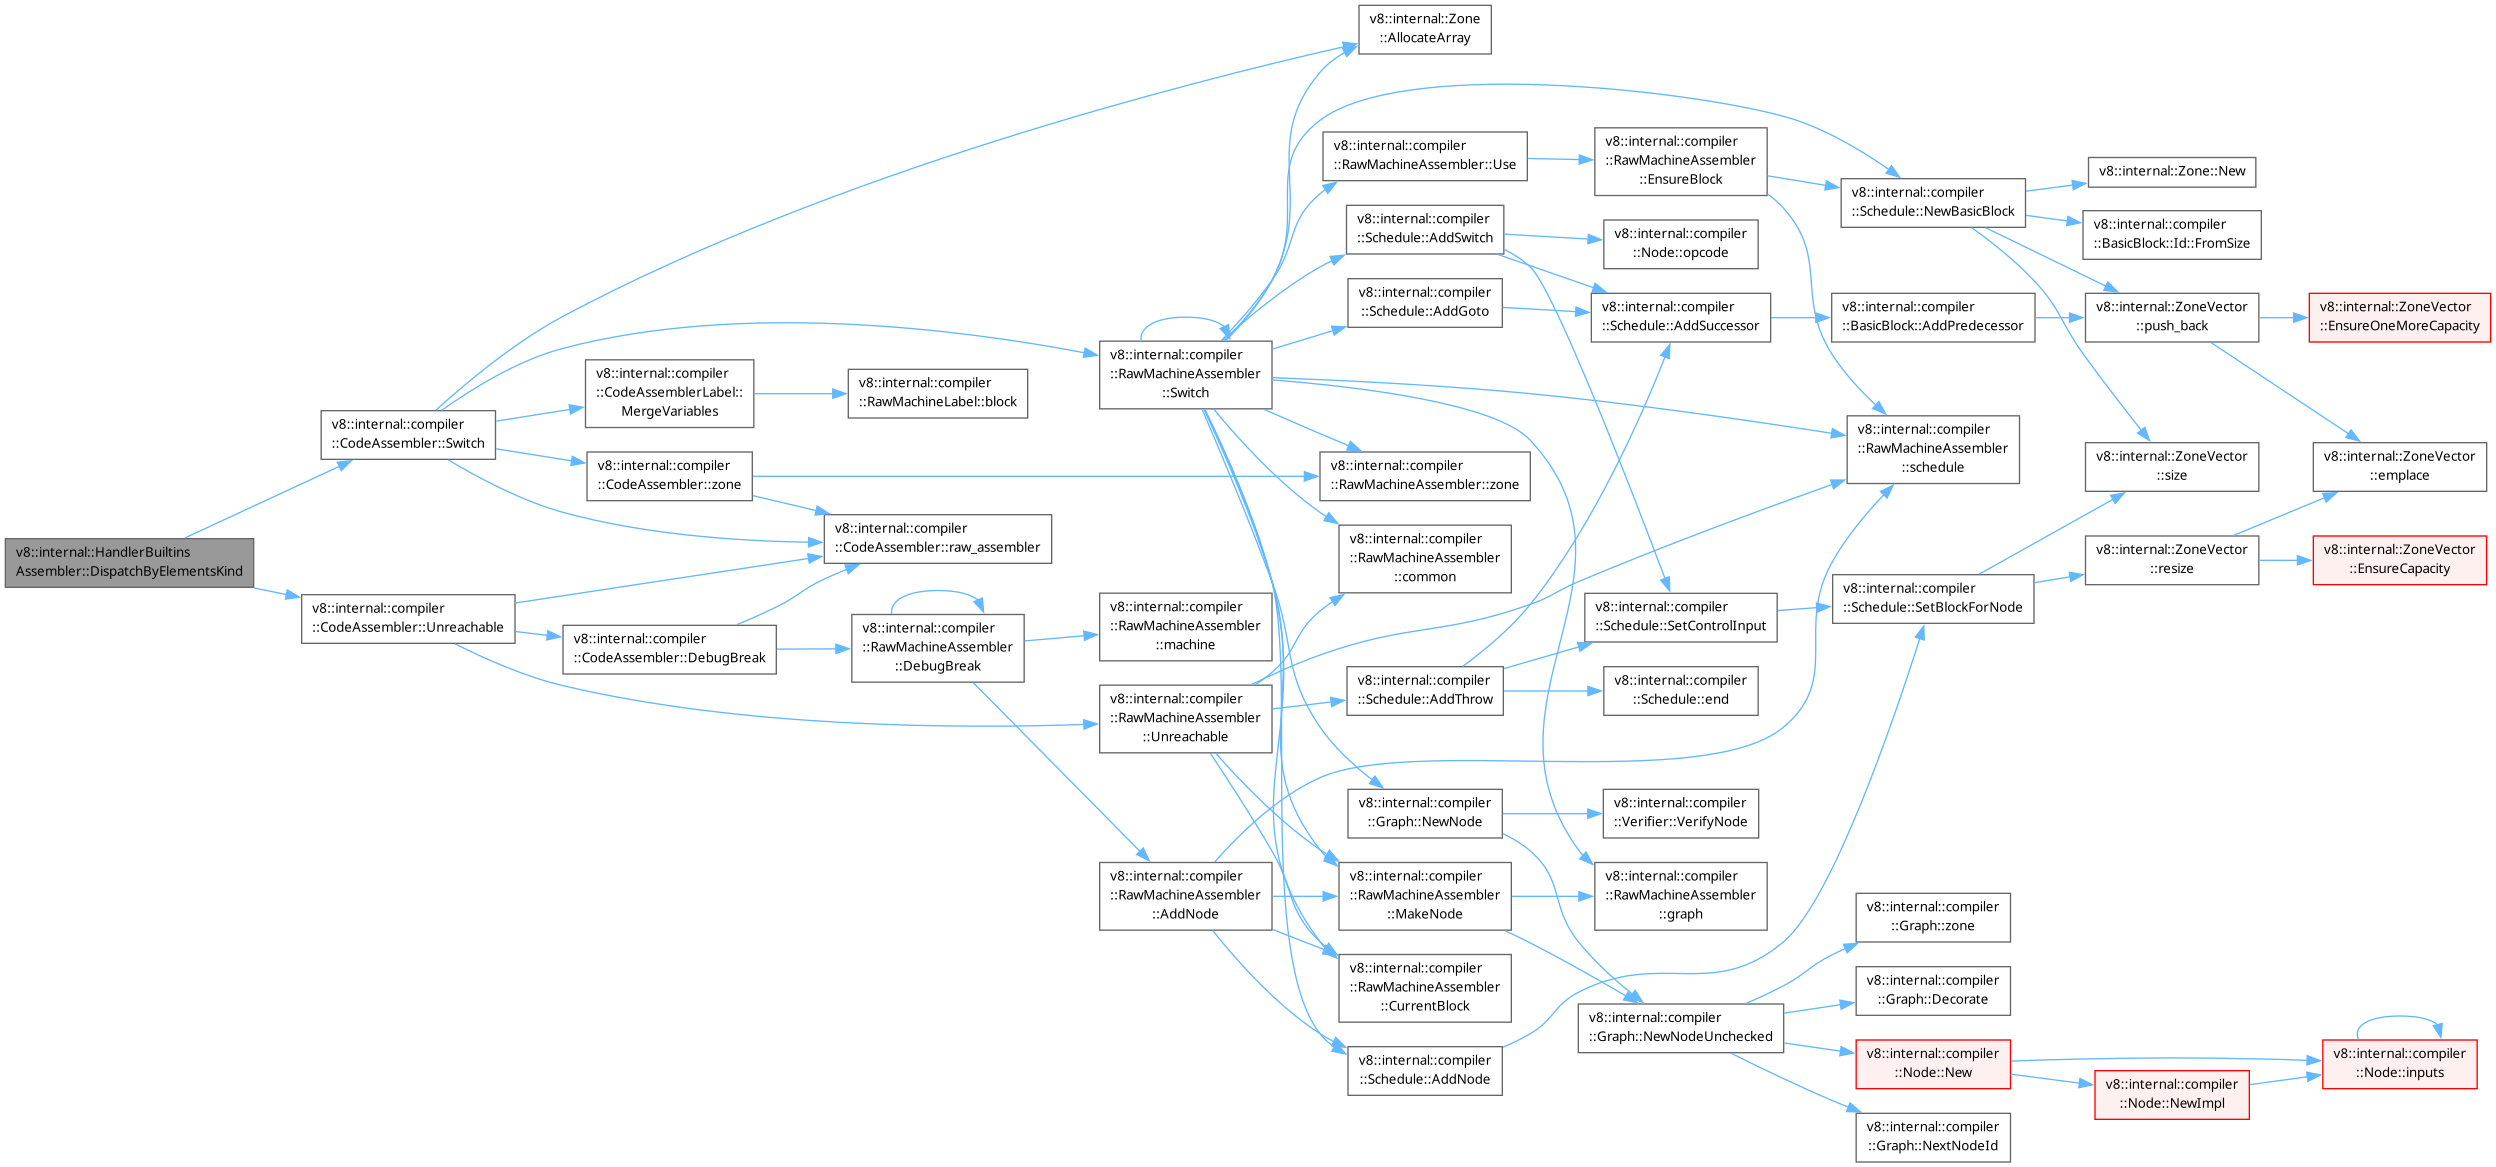 v8::internal::HandlerBuiltins
Assembler::DispatchByElementsKind
v8::internal::compiler
::CodeAssembler::Switch
v8::internal::compiler
::CodeAssembler::Unreachable
v8::internal::compiler
::CodeAssemblerLabel::
MergeVariables
v8::internal::compiler
::CodeAssembler::zone
v8::internal::compiler
::CodeAssembler::DebugBreak
v8::internal::compiler
::RawMachineLabel::block
v8::internal::compiler
::CodeAssembler::raw_assembler
v8::internal::compiler
::RawMachineAssembler
::DebugBreak
v8::internal::compiler
::RawMachineAssembler
::Switch
v8::internal::compiler
::RawMachineAssembler
::machine
v8::internal::compiler
::RawMachineAssembler
::Unreachable
v8::internal::compiler
::RawMachineAssembler
::AddNode
v8::internal::Zone
::AllocateArray
v8::internal::compiler
::RawMachineAssembler::Use
v8::internal::compiler
::Schedule::AddSwitch
v8::internal::compiler
::Schedule::AddGoto
v8::internal::compiler
::RawMachineAssembler::zone
v8::internal::compiler
::RawMachineAssembler
::common
v8::internal::compiler
::Schedule::AddThrow
v8::internal::compiler
::Graph::NewNode
v8::internal::compiler
::RawMachineAssembler
::MakeNode
v8::internal::compiler
::RawMachineAssembler
::CurrentBlock
v8::internal::compiler
::Schedule::AddNode
v8::internal::compiler
::RawMachineAssembler
::EnsureBlock
v8::internal::compiler
::Node::opcode
v8::internal::compiler
::Schedule::AddSuccessor
v8::internal::compiler
::Schedule::SetControlInput
v8::internal::compiler
::Schedule::end
v8::internal::compiler
::Verifier::VerifyNode
v8::internal::compiler
::RawMachineAssembler
::graph
v8::internal::compiler
::Graph::NewNodeUnchecked
v8::internal::compiler
::Schedule::NewBasicBlock
v8::internal::compiler
::BasicBlock::AddPredecessor
v8::internal::compiler
::RawMachineAssembler
::schedule
v8::internal::compiler
::Schedule::SetBlockForNode
v8::internal::compiler
::Graph::zone
v8::internal::compiler
::Graph::Decorate
v8::internal::compiler
::Node::New
v8::internal::compiler
::Graph::NextNodeId
v8::internal::Zone::New
v8::internal::compiler
::BasicBlock::Id::FromSize
v8::internal::ZoneVector
::push_back
v8::internal::ZoneVector
::size
v8::internal::ZoneVector
::resize
v8::internal::compiler
::Node::NewImpl
v8::internal::ZoneVector
::EnsureOneMoreCapacity
v8::internal::ZoneVector
::emplace
v8::internal::ZoneVector
::EnsureCapacity
v8::internal::compiler
::Node::inputs